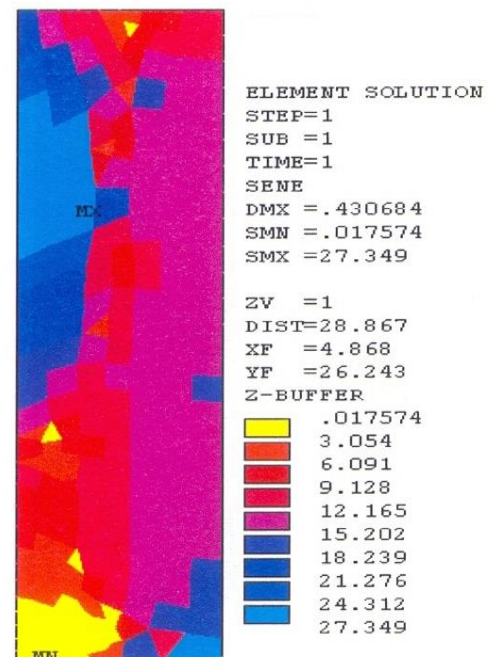 ELEMENT SOLUTION
STEP=1
SUB =1
TIME=1
SENE
DMX =.430684
SMN =.017574
SMX =27.349
ZV =1
DIST=28.867
XF =4.868
YF =26.243
Z-BUFFER
.017574
3.054
6.091
9.128
12.165
15.202
18.239
21.276
24.312
27.349
MX
MN